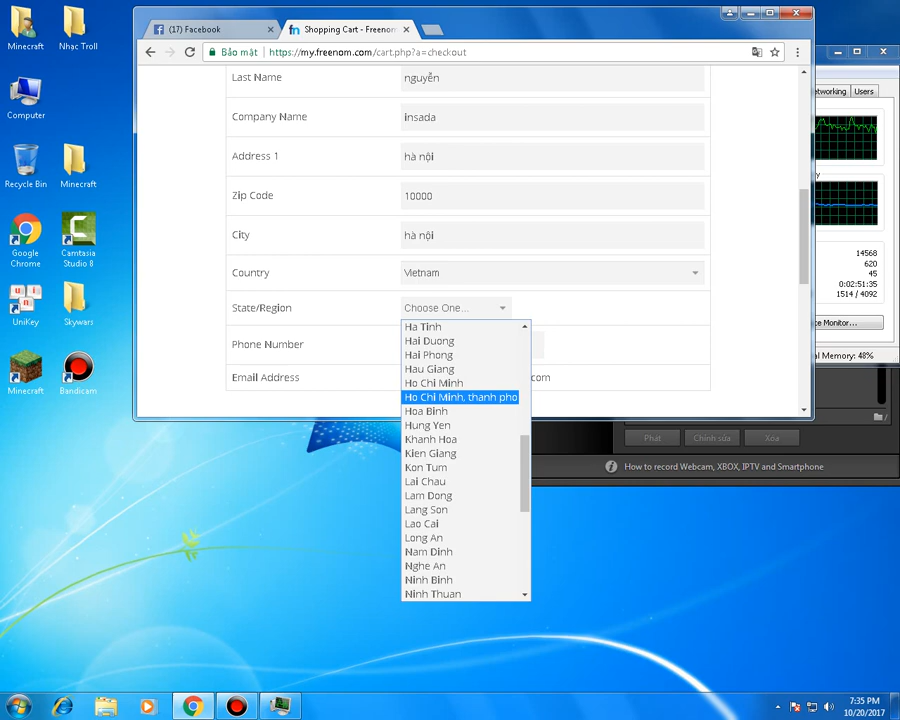 Minecraft
Nhạc Troll
Computer
Recycle Bin
Minecraft
Google Chrome
Camtasia Studio 8
UniKey
Skywars
Minecraft
Bandicam
(17) Facebook
Shopping Cart - Freenom
Bảo mật
https://my.freenom.com/cart.php?a=checkout
Last Name
nguyễn
Company Name
insada
Address 1
hà nội
Zip Code
10000
City
hà nội
Country
Vietnam
State/Region
Choose One...
Phone Number
Email Address
com
Ha Tinh
Hai Duong
Hai Phong
Hau Giang
Ho Chi Minh
Ho Chi Minh, thanh pho
Hoa Binh
Hung Yen
Khanh Hoa
Kien Giang
Kon Tum
Lai Chau
Lam Dong
Lang Son
Lao Cai
Long An
Nam Dinh
Nghe An
Ninh Binh
Ninh Thuan
Users
14568
620
45
0:02:51:35
1514 / 4092
ce Monitor...
al Memory: 48%
Phát
Chỉnh sửa
Xóa
How to record Webcam, XBOX, IPTV and Smartphone
7:35 PM
10/20/2017